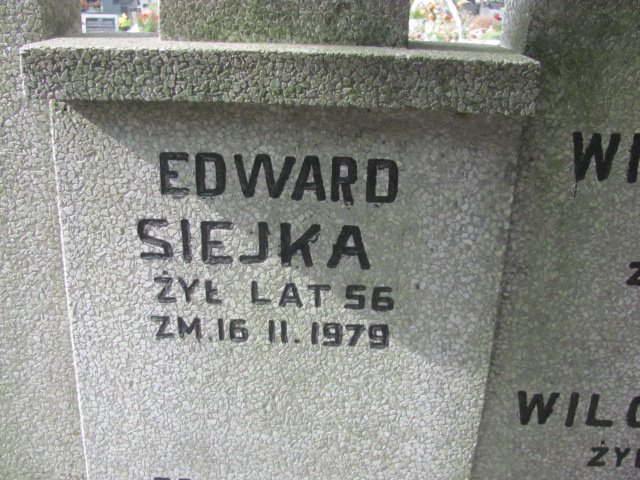 EDWARD
SIEJKA
ŻYŁ LAT 56
ZM. 16 11. 1979